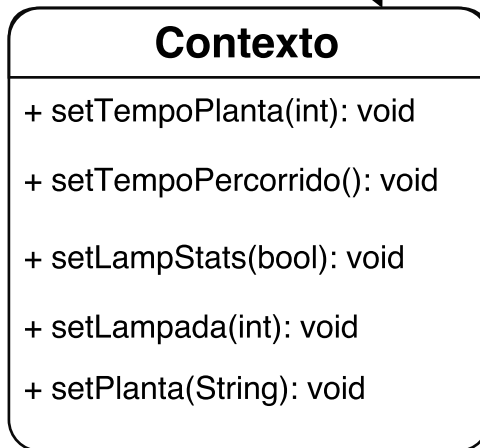 Contexto
+ setTempoPlanta(int): void
+ setTempoPercorrido(): void
+ setLampStats(bool): void
+ setLampada(int): void
+ setPlanta(String): void